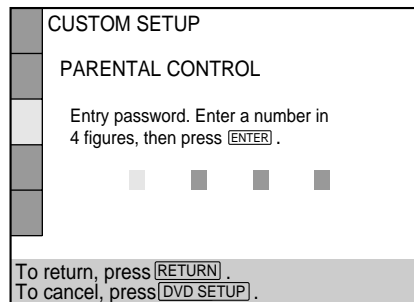 CUSTOM SETUP
PARENTAL CONTROL
Entry password. Enter a number in
4 figures, then press ENTER .
To return, press RETURN .
To cancel, press DVD SETUP .